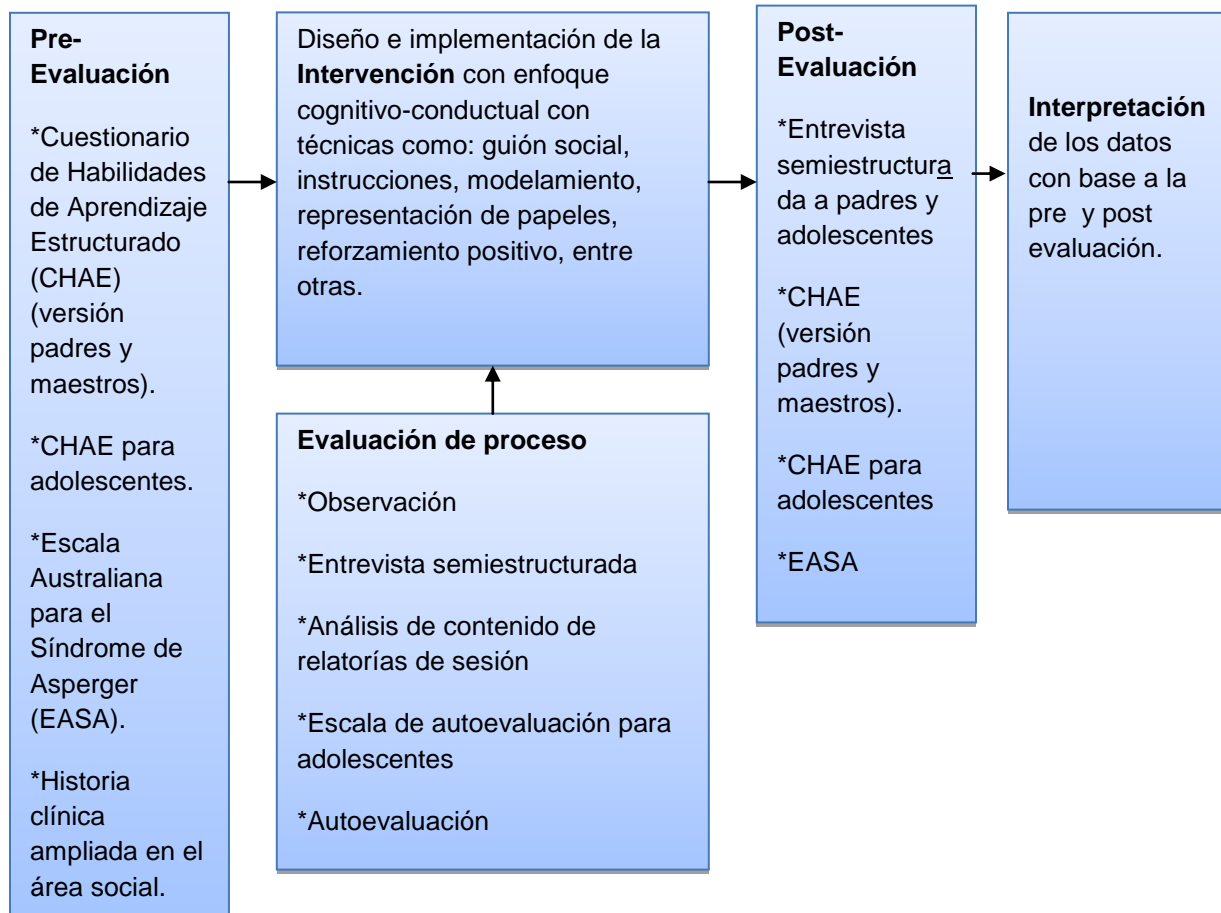 Pre-
Evaluación
*Cuestionario
de Habilidades
de Aprendizaje
Estructurado
(CHAE)
(versión
padres y
maestros).
*CHAE para
adolescentes.
*Escala
Australiana
para el
Síndrome de
Asperger
(EASA).
*Historia
clínica
ampliada en el
área social.
Diseño e implementación de la
Intervención con enfoque
cognitivo-conductual con
técnicas como: guión social,
instrucciones, modelamiento,
representación de papeles,
reforzamiento positivo, entre
otras.
Evaluación de proceso
*Observación
*Entrevista semiestructurada
*Análisis de contenido de
relatorías de sesión
*Escala de autoevaluación para
adolescentes
*Autoevaluación
Post-
Evaluación
*Entrevista
semiestructura
da a padres y
adolescentes
*CHAE
(versión
padres y
maestros).
*CHAE para
adolescentes
*EASA
Interpretación
de los datos
con base a la
pre y post
evaluación.